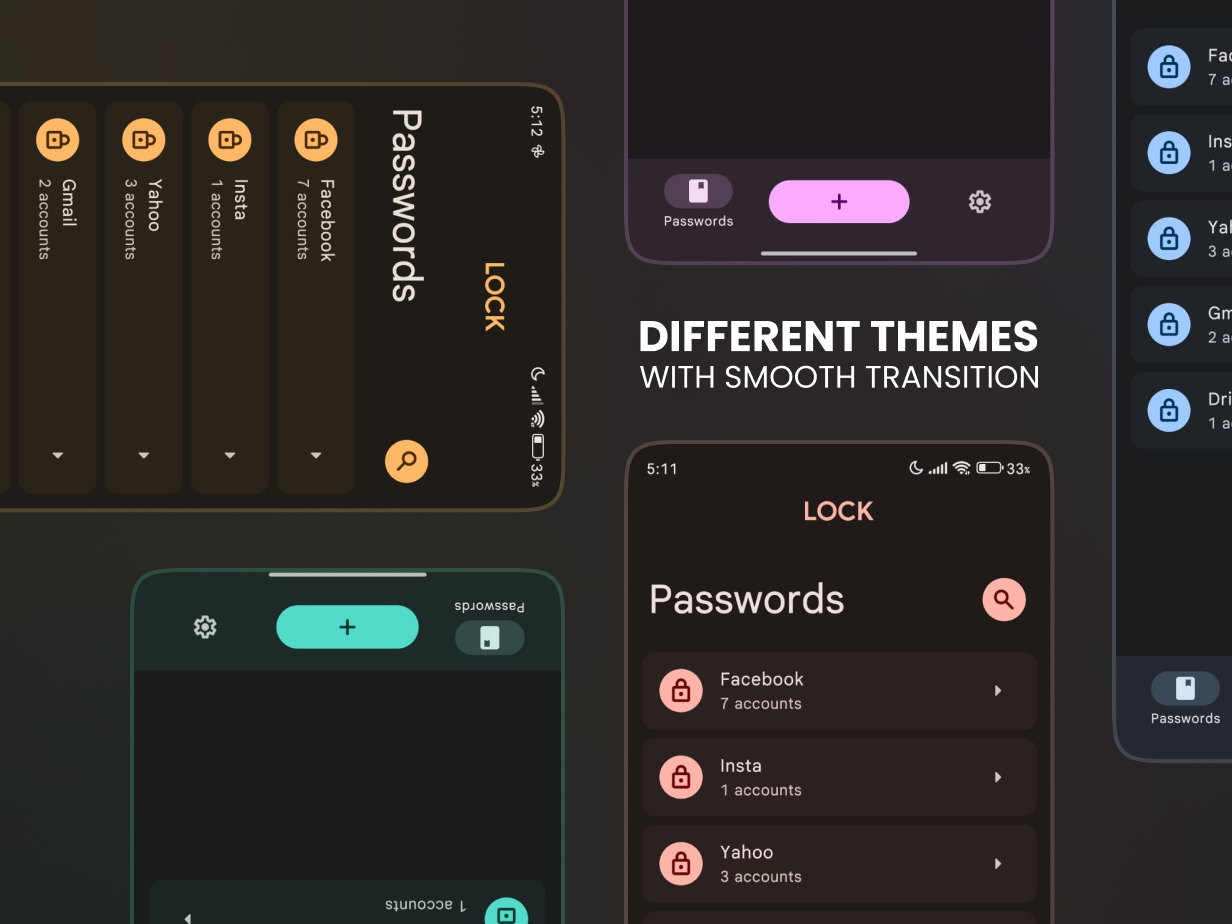 5:12
33%
LOCK
Passwords
Facebook
7 accounts
Insta
1 accounts
Yahoo
3 accounts
Gmail
2 accounts
Passwords
1 accounts
Passwords
DIFFERENT THEMES
WITH SMOOTH TRANSITION
5:11
33%
LOCK
Passwords
Facebook
7 accounts
Insta
1 accounts
Yahoo
3 accounts
Fac
7 a
Ins
1 a
Yal
3 a
Gm
2 a
Dri
1 a
Passwords